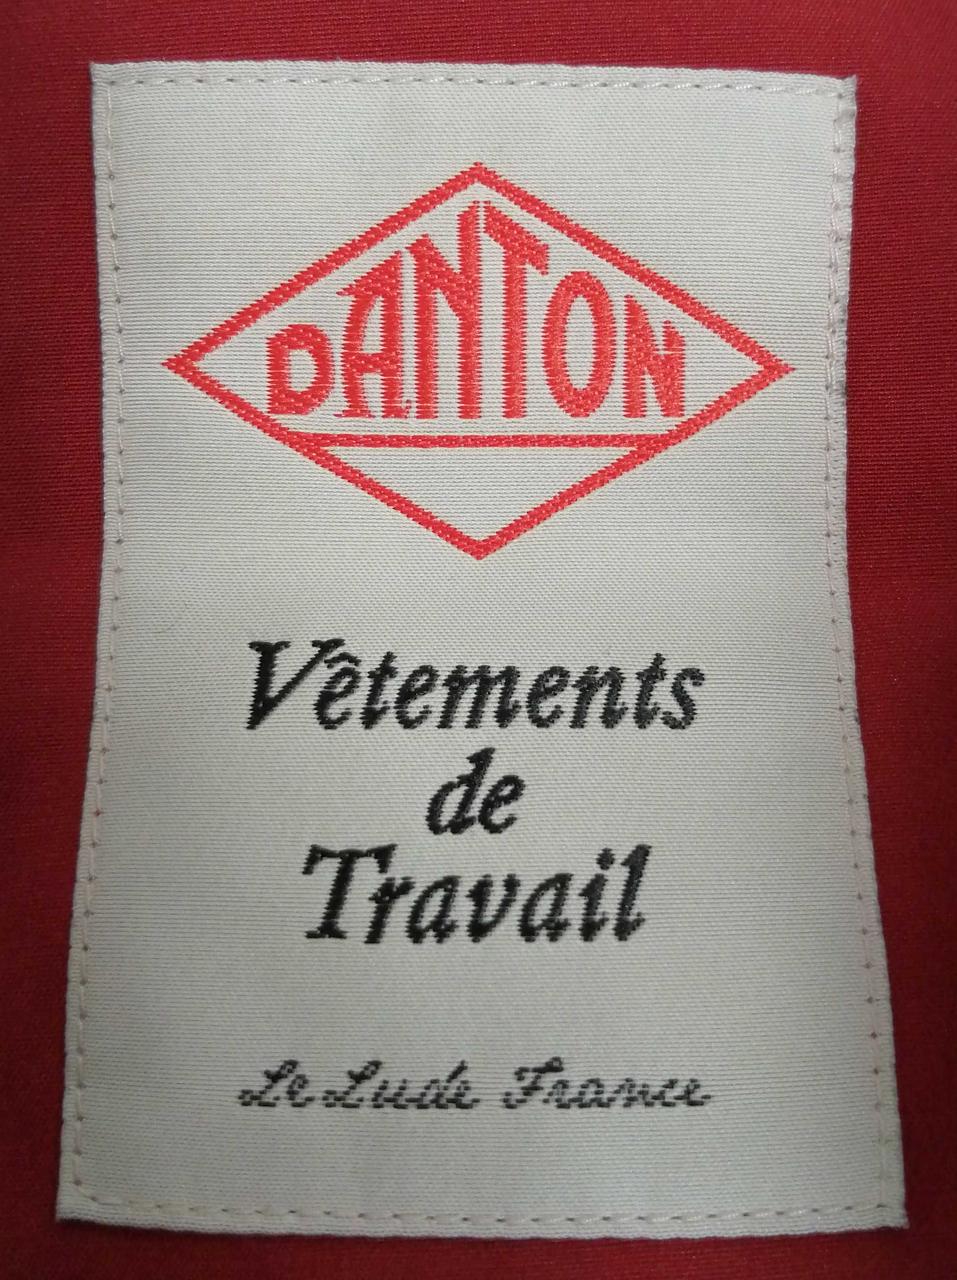 DANTON
Vêtements
de
Travail
Le Lude France